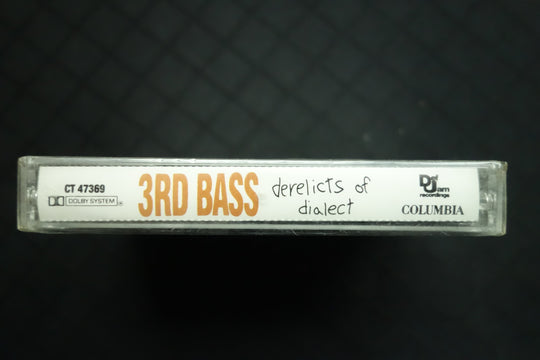 CT 47369
DOLBY SYSTEM
3RD BASS
derelicts of
dialect
Def Jam
recordings
COLUMBIA